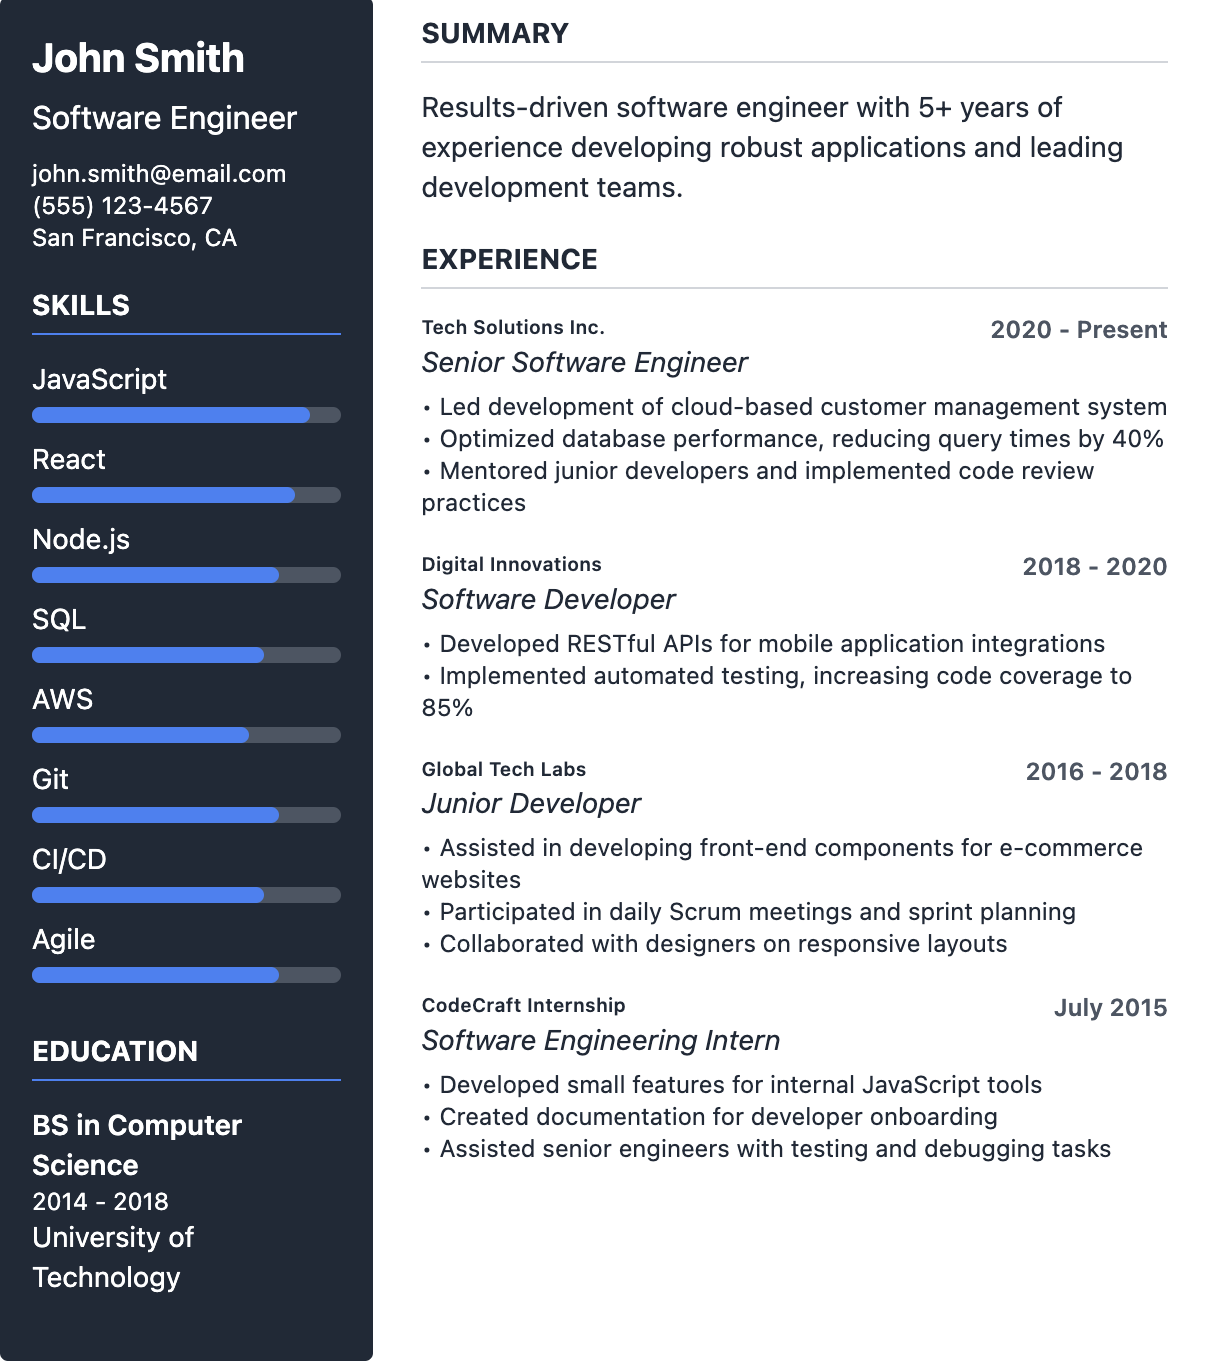 John Smith
Software Engineer
john.smith@email.com
(555) 123-4567
San Francisco, CA
SKILLS
JavaScript
React
Node.js
SQL
AWS
Git
CI/CD
Agile
EDUCATION
BS in Computer
Science
2014 - 2018
University of
Technology
SUMMARY
Results-driven software engineer with 5+ years of
experience developing robust applications and leading
development teams.
EXPERIENCE
Tech Solutions Inc.
2020 - Present
Senior Software Engineer
• Led development of cloud-based customer management system
• Optimized database performance, reducing query times by 40%
• Mentored junior developers and implemented code review
practices
Digital Innovations
2018 - 2020
Software Developer
• Developed RESTful APIs for mobile application integrations
• Implemented automated testing, increasing code coverage to
85%
Global Tech Labs
2016 - 2018
Junior Developer
• Assisted in developing front-end components for e-commerce
websites
• Participated in daily Scrum meetings and sprint planning
• Collaborated with designers on responsive layouts
CodeCraft Internship
July 2015
Software Engineering Intern
• Developed small features for internal JavaScript tools
• Created documentation for developer onboarding
• Assisted senior engineers with testing and debugging tasks